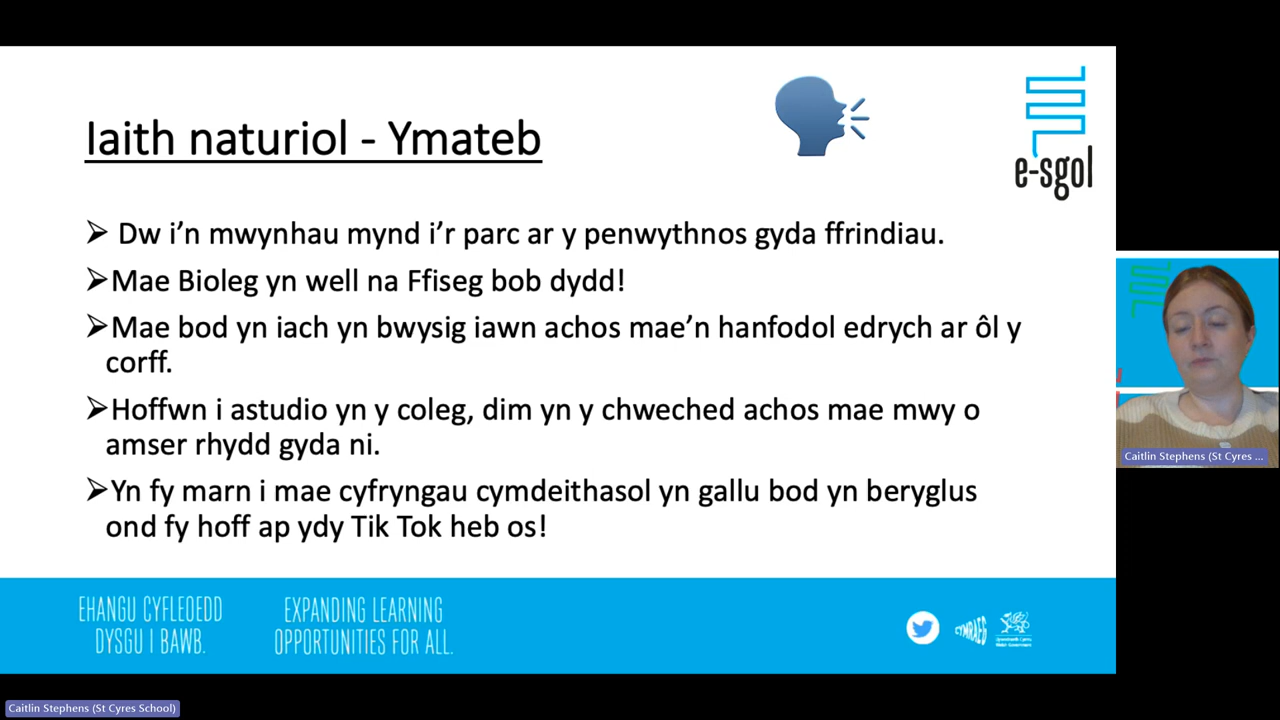 Iaith naturiol - Ymateb
e-sgol
➢ Dw i'n mwynhau mynd i'r parc ar y penwythnos gyda ffrindiau.
➢Mae Bioleg yn well na Ffiseg bob dydd!
➢Mae bod yn iach yn bwysig iawn achos mae'n hanfodol edrych ar ôl y
corff.
➢Hoffwn i astudio yn y coleg, dim yn y chweched achos mae mwy o
amser rhydd gyda ni.
➢Yn fy marn i mae cyfryngau cymdeithasol yn gallu bod yn beryglus
ond fy hoff ap ydy Tik Tok heb os!
Caitlin Stephens (St Cyres ...
EHANGU CYFLEOEDD
DYSGU I BAWB.
EXPANDING LEARNING
OPPORTUNITIES FOR ALL.
CYMRAEG
Caitlin Stephens (St Cyres School)